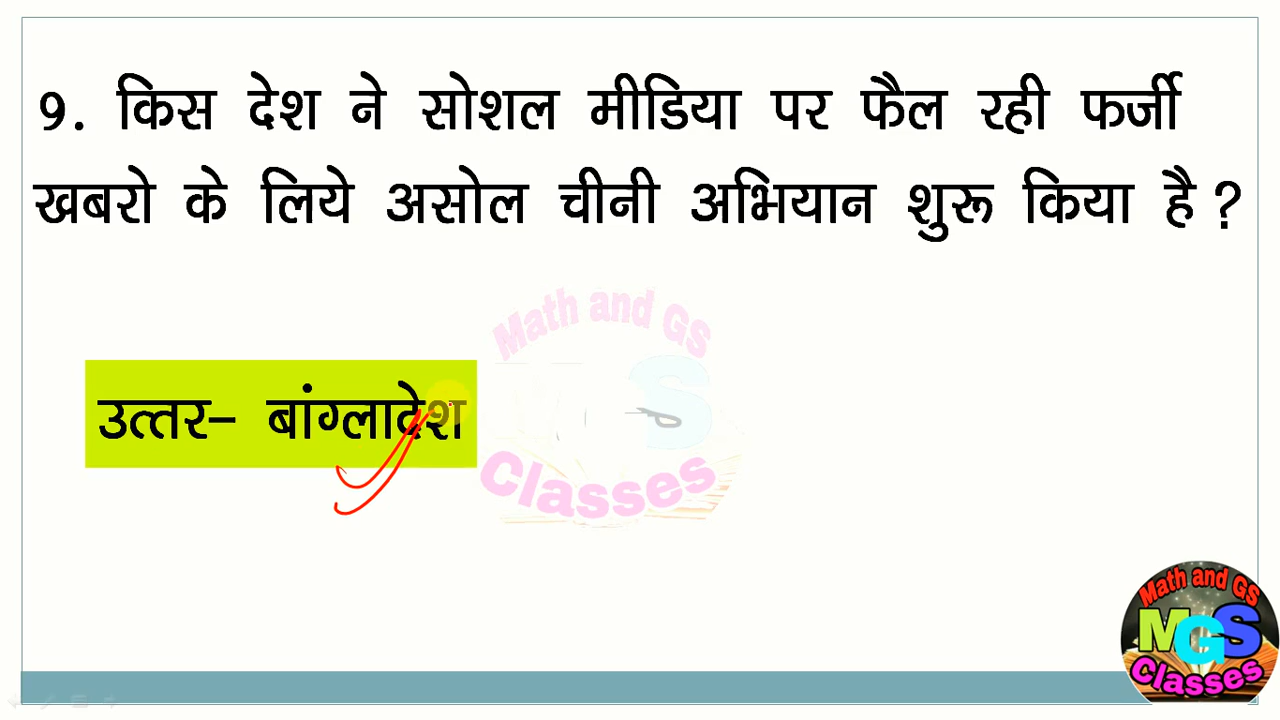 9. किस देश ने सोशल मीडिया पर फैल रही फर्जी
खबरो के लिये असोल चीनी अभियान शुरू किया है ?
Math and GS
उत्तर– बांग्लादेश
S
Classes
Math and GS
MGS
Classes